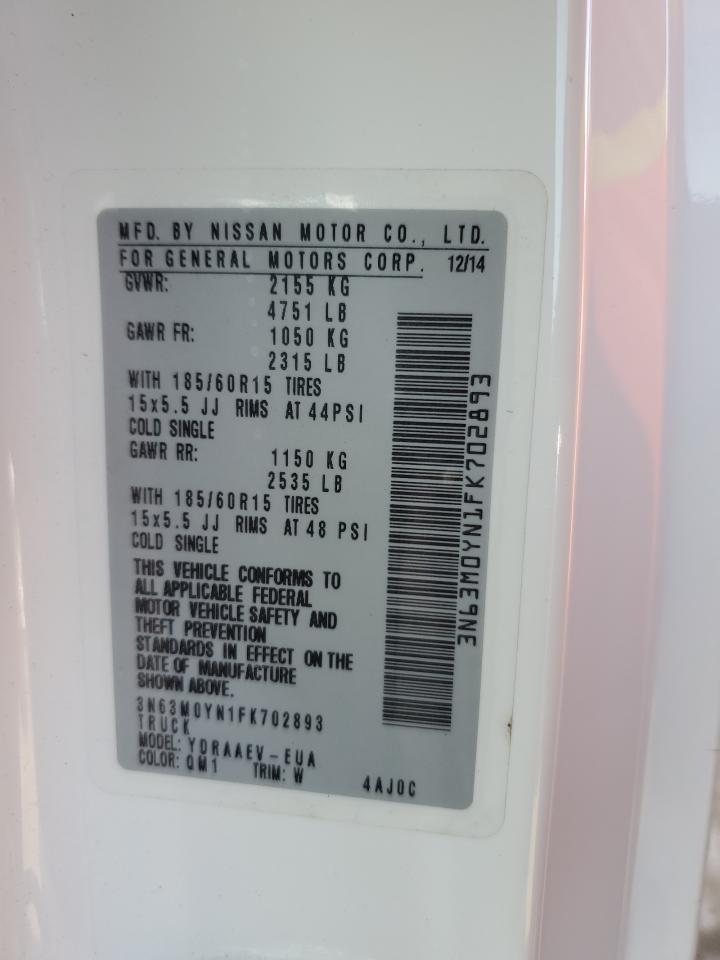 MFD. BY NISSAN MOTOR CO., LTD.
FOR GENERAL MOTORS CORP. 12/14
GVWR: 2155 KG
4751 LB
GAWR FR: 1050 KG
2315 LB
WITH 185/60R15 TIRES
15x5.5 JJ RIMS AT 44PSI
COLD SINGLE
GAWR RR: 1150 KG
2535 LB
WITH 185/60R15 TIRES
15x5.5 JJ RIMS AT 48 PSI
COLD SINGLE
THIS VEHICLE CONFORMS TO
ALL APPLICABLE FEDERAL
MOTOR VEHICLE SAFETY AND
THEFT PREVENTION
STANDARDS IN EFFECT ON THE
DATE OF MANUFACTURE
SHOWN ABOVE.
3N63M0YN1FK702893
TRUCK
MODEL: YDRAAEV-EUA
COLOR: QM1 TRIM: W 4AJ0C
3N63M0YN1FK702893